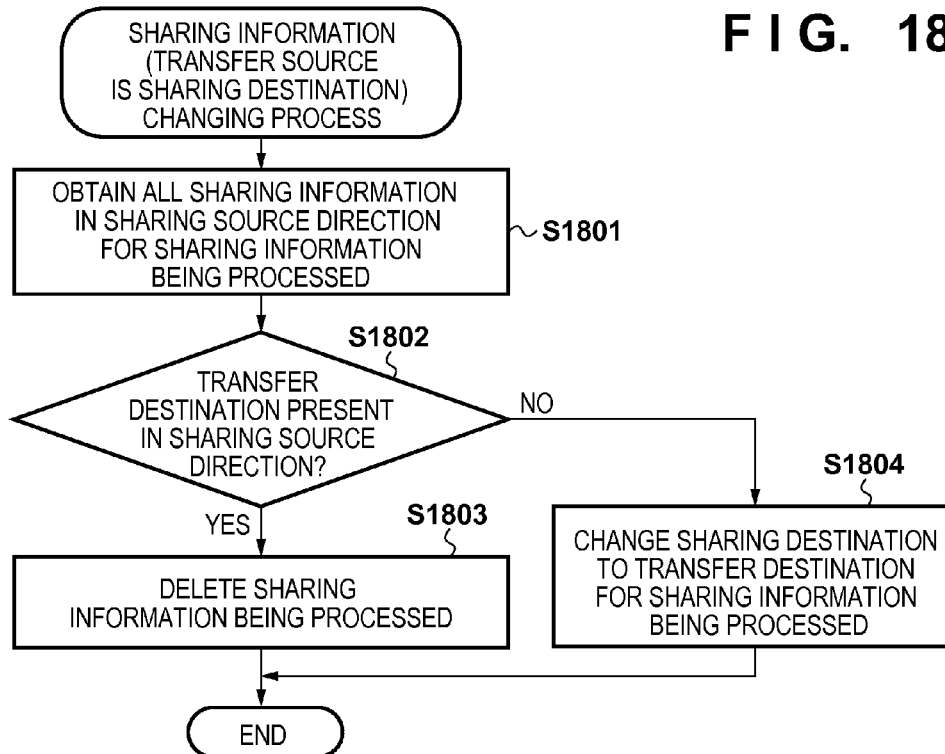 FIG. 18
SHARING INFORMATION
(TRANSFER SOURCE
IS SHARING DESTINATION)
CHANGING PROCESS
OBTAIN ALL SHARING INFORMATION
IN SHARING SOURCE DIRECTION
FOR SHARING INFORMATION
BEING PROCESSED
S1801
S1802
TRANSFER
DESTINATION PRESENT
IN SHARING SOURCE
DIRECTION?
NO
YES
S1803
DELETE SHARING
INFORMATION BEING PROCESSED
S1804
CHANGE SHARING DESTINATION
TO TRANSFER DESTINATION
FOR SHARING INFORMATION
BEING PROCESSED
END